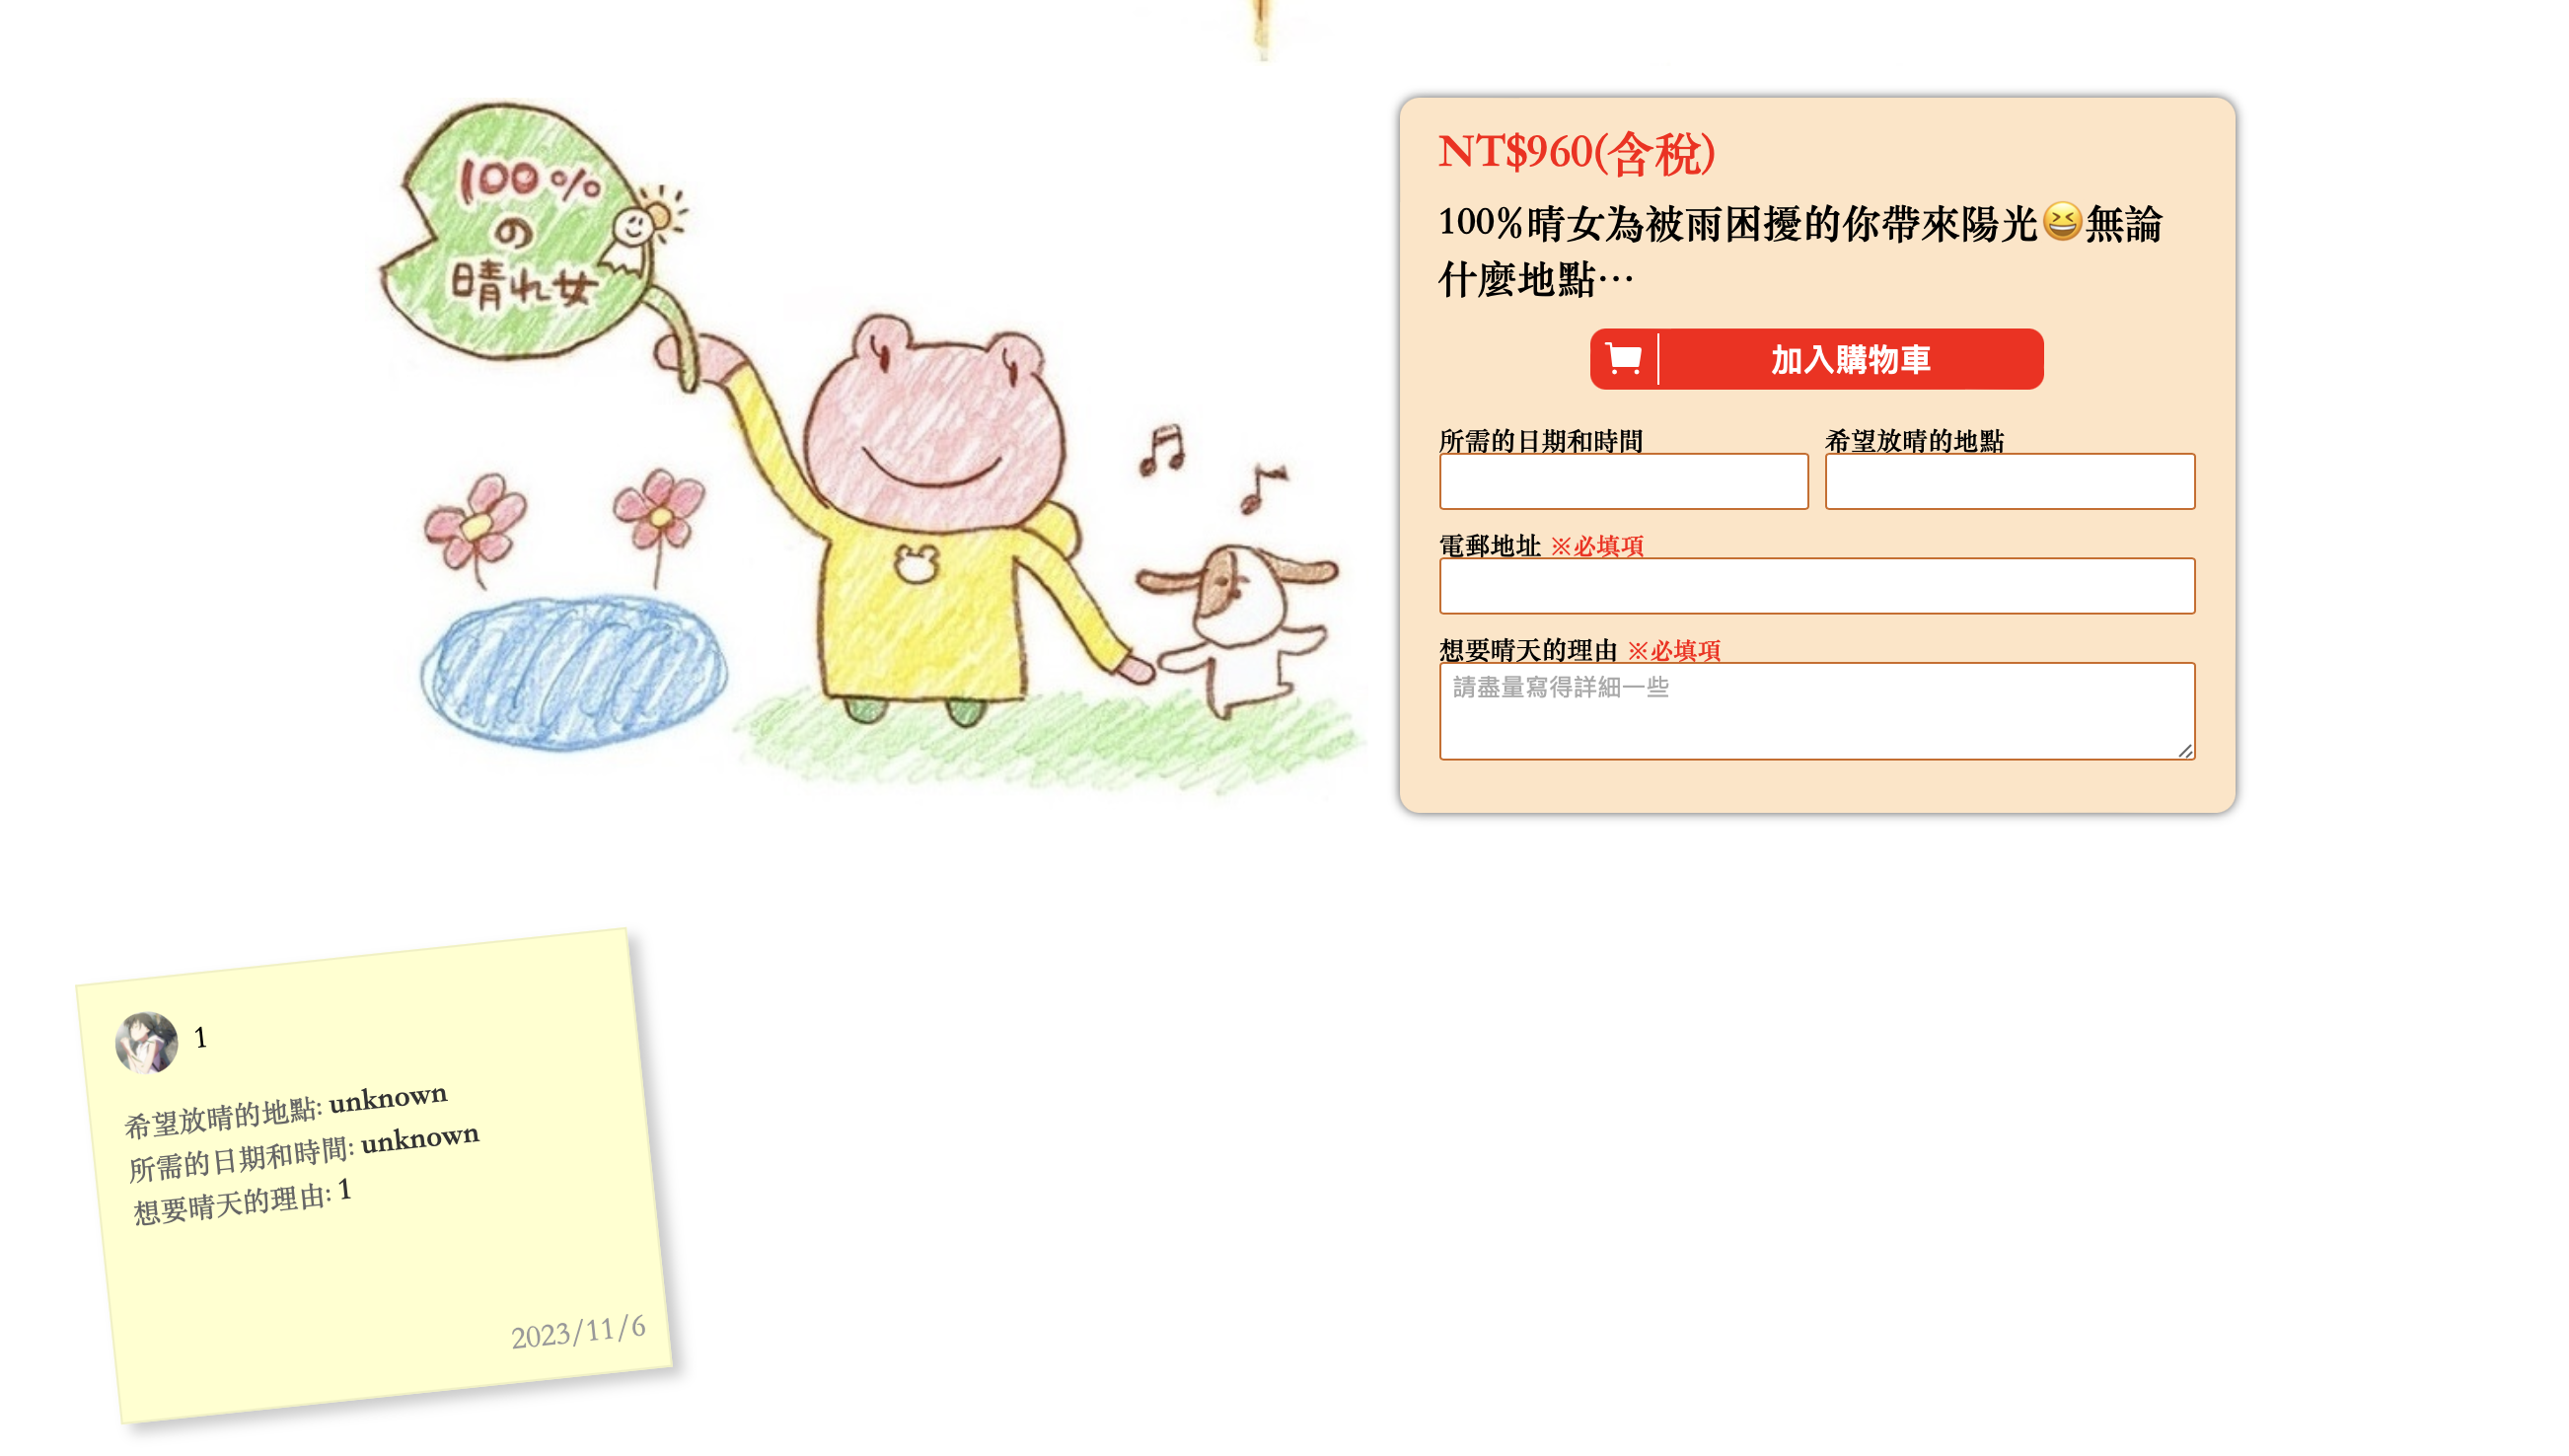 100%
の
晴れ女
NT$960(含稅)
100%晴女為被雨困擾的你帶來陽光😆無論
什麼地點…
加入購物車
所需的日期和時間
希望放晴的地點
電郵地址 ※必填項
想要晴天的理由 ※必填項
請盡量寫得詳細一些
1
希望放晴的地點: unknown
所需的日期和時間: unknown
想要晴天的理由: 1
2023/11/6